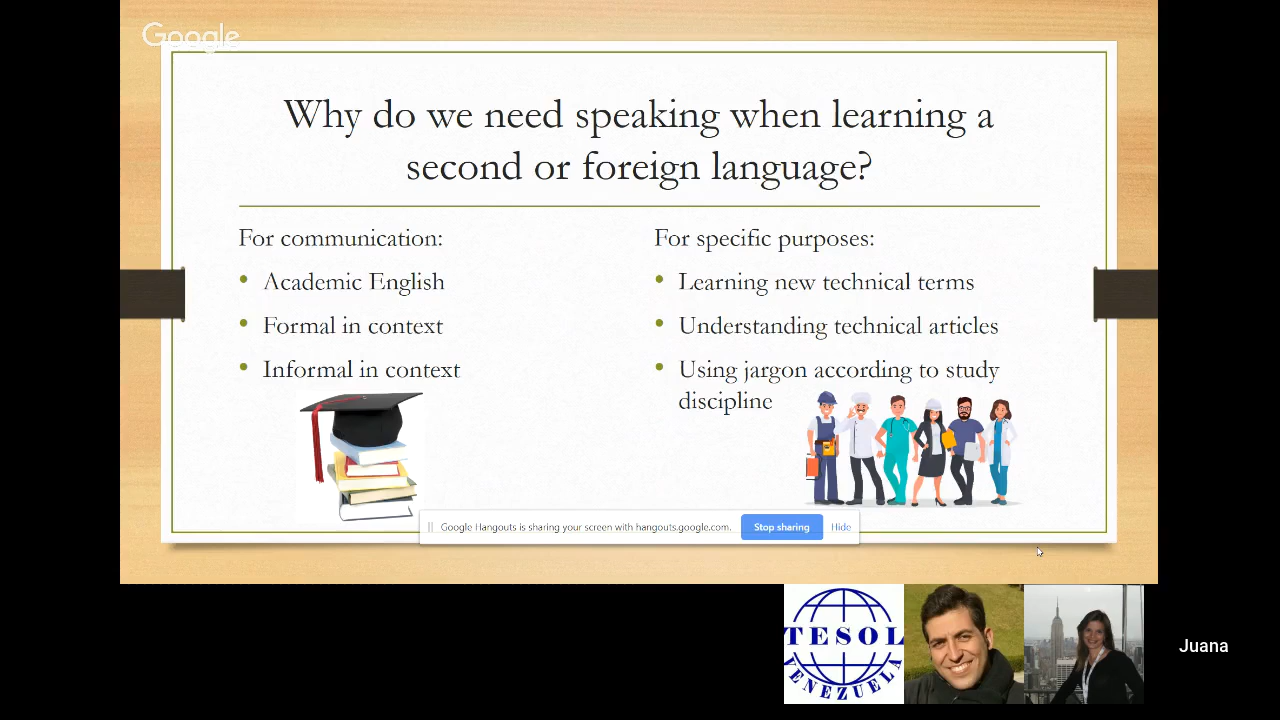 Google
Why do we need speaking when learning a
second or foreign language?
For communication:
• Academic English
• Formal in context
• Informal in context
For specific purposes:
• Learning new technical terms
• Understanding technical articles
• Using jargon according to study
discipline
Google Hangouts is sharing your screen with hangouts.google.com.
Stop sharing
Hide
TESOL
VENEZUELA
Juana